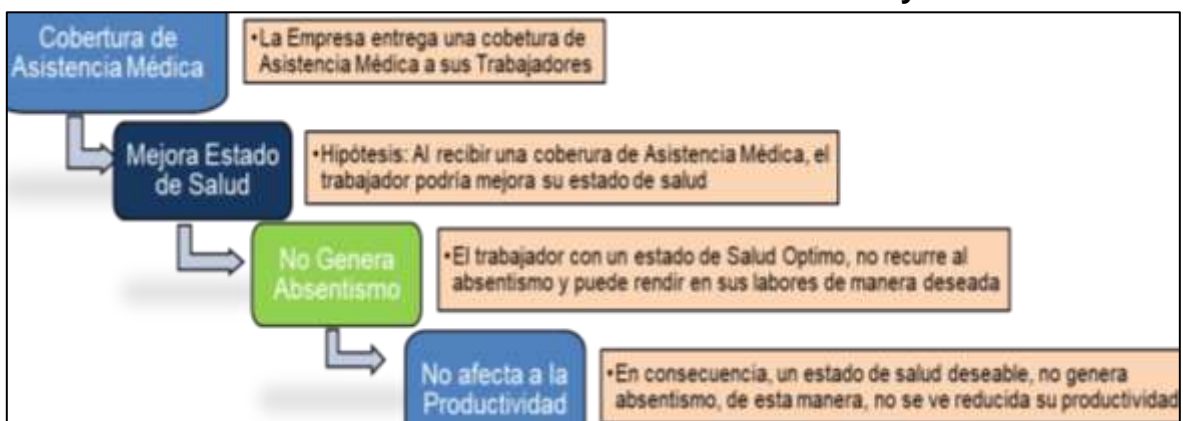 Cobertura de
Asistencia Médica
•La Empresa entrega una cobetura de
Asistencia Médica a sus Trabajadores
Mejora Estado
de Salud
•Hipótesis: Al recibir una coberura de Asistencia Médica, el
trabajador podría mejora su estado de salud
No Genera
Absentismo
•El trabajador con un estado de Salud Optimo, no recurre al
absentismo y puede rendir en sus labores de manera deseada
No afecta a la
Productividad
•En consecuencia, un estado de salud deseable, no genera
absentismo, de esta manera, no se ve reducida su productividad